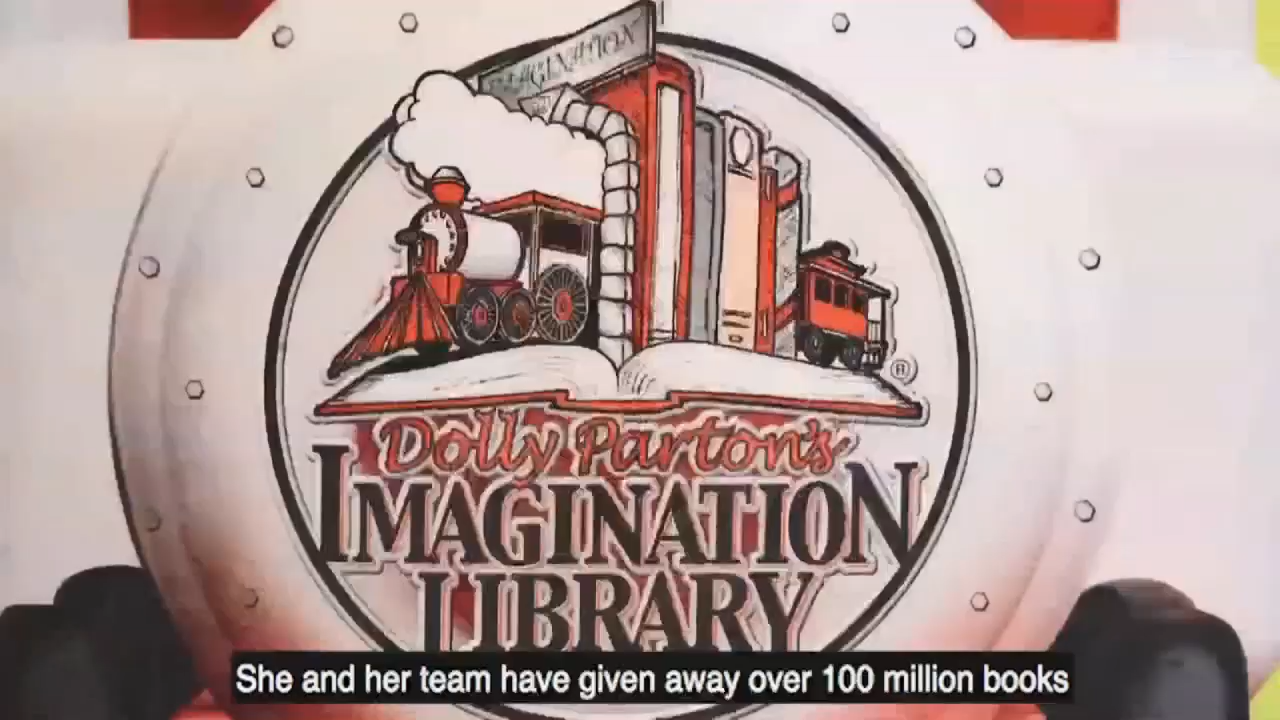 IMAGINATION
®
Dolly Parton's
IMAGINATION
LIBRARY
She and her team have given away over 100 million books